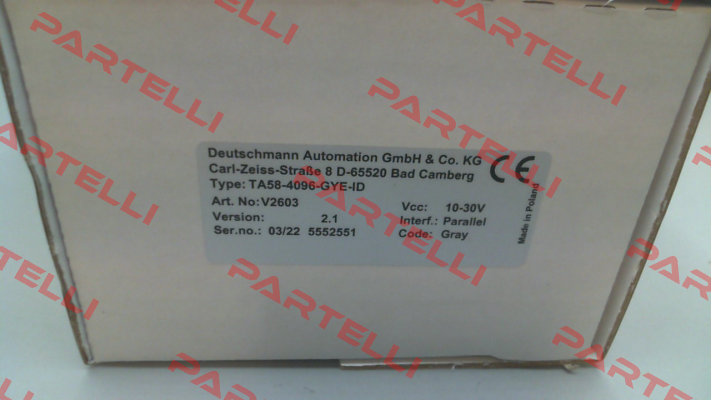 Deutschmann Automation GmbH & Co. KG
Carl-Zeiss-Straße 8 D-65520 Bad Camberg
Type: TA58-4096-GYE-ID
Art. No:V2603 Vcc: 10-30V
Version: 2.1 Interf.: Parallel
Ser.no.: 03/22 5552551 Code: Gray
CE
Made in Poland
PARTELLI
PARTELLI
PARTELLI
PARTELLI
PARTELLI
PARTELLI
PARTELLI